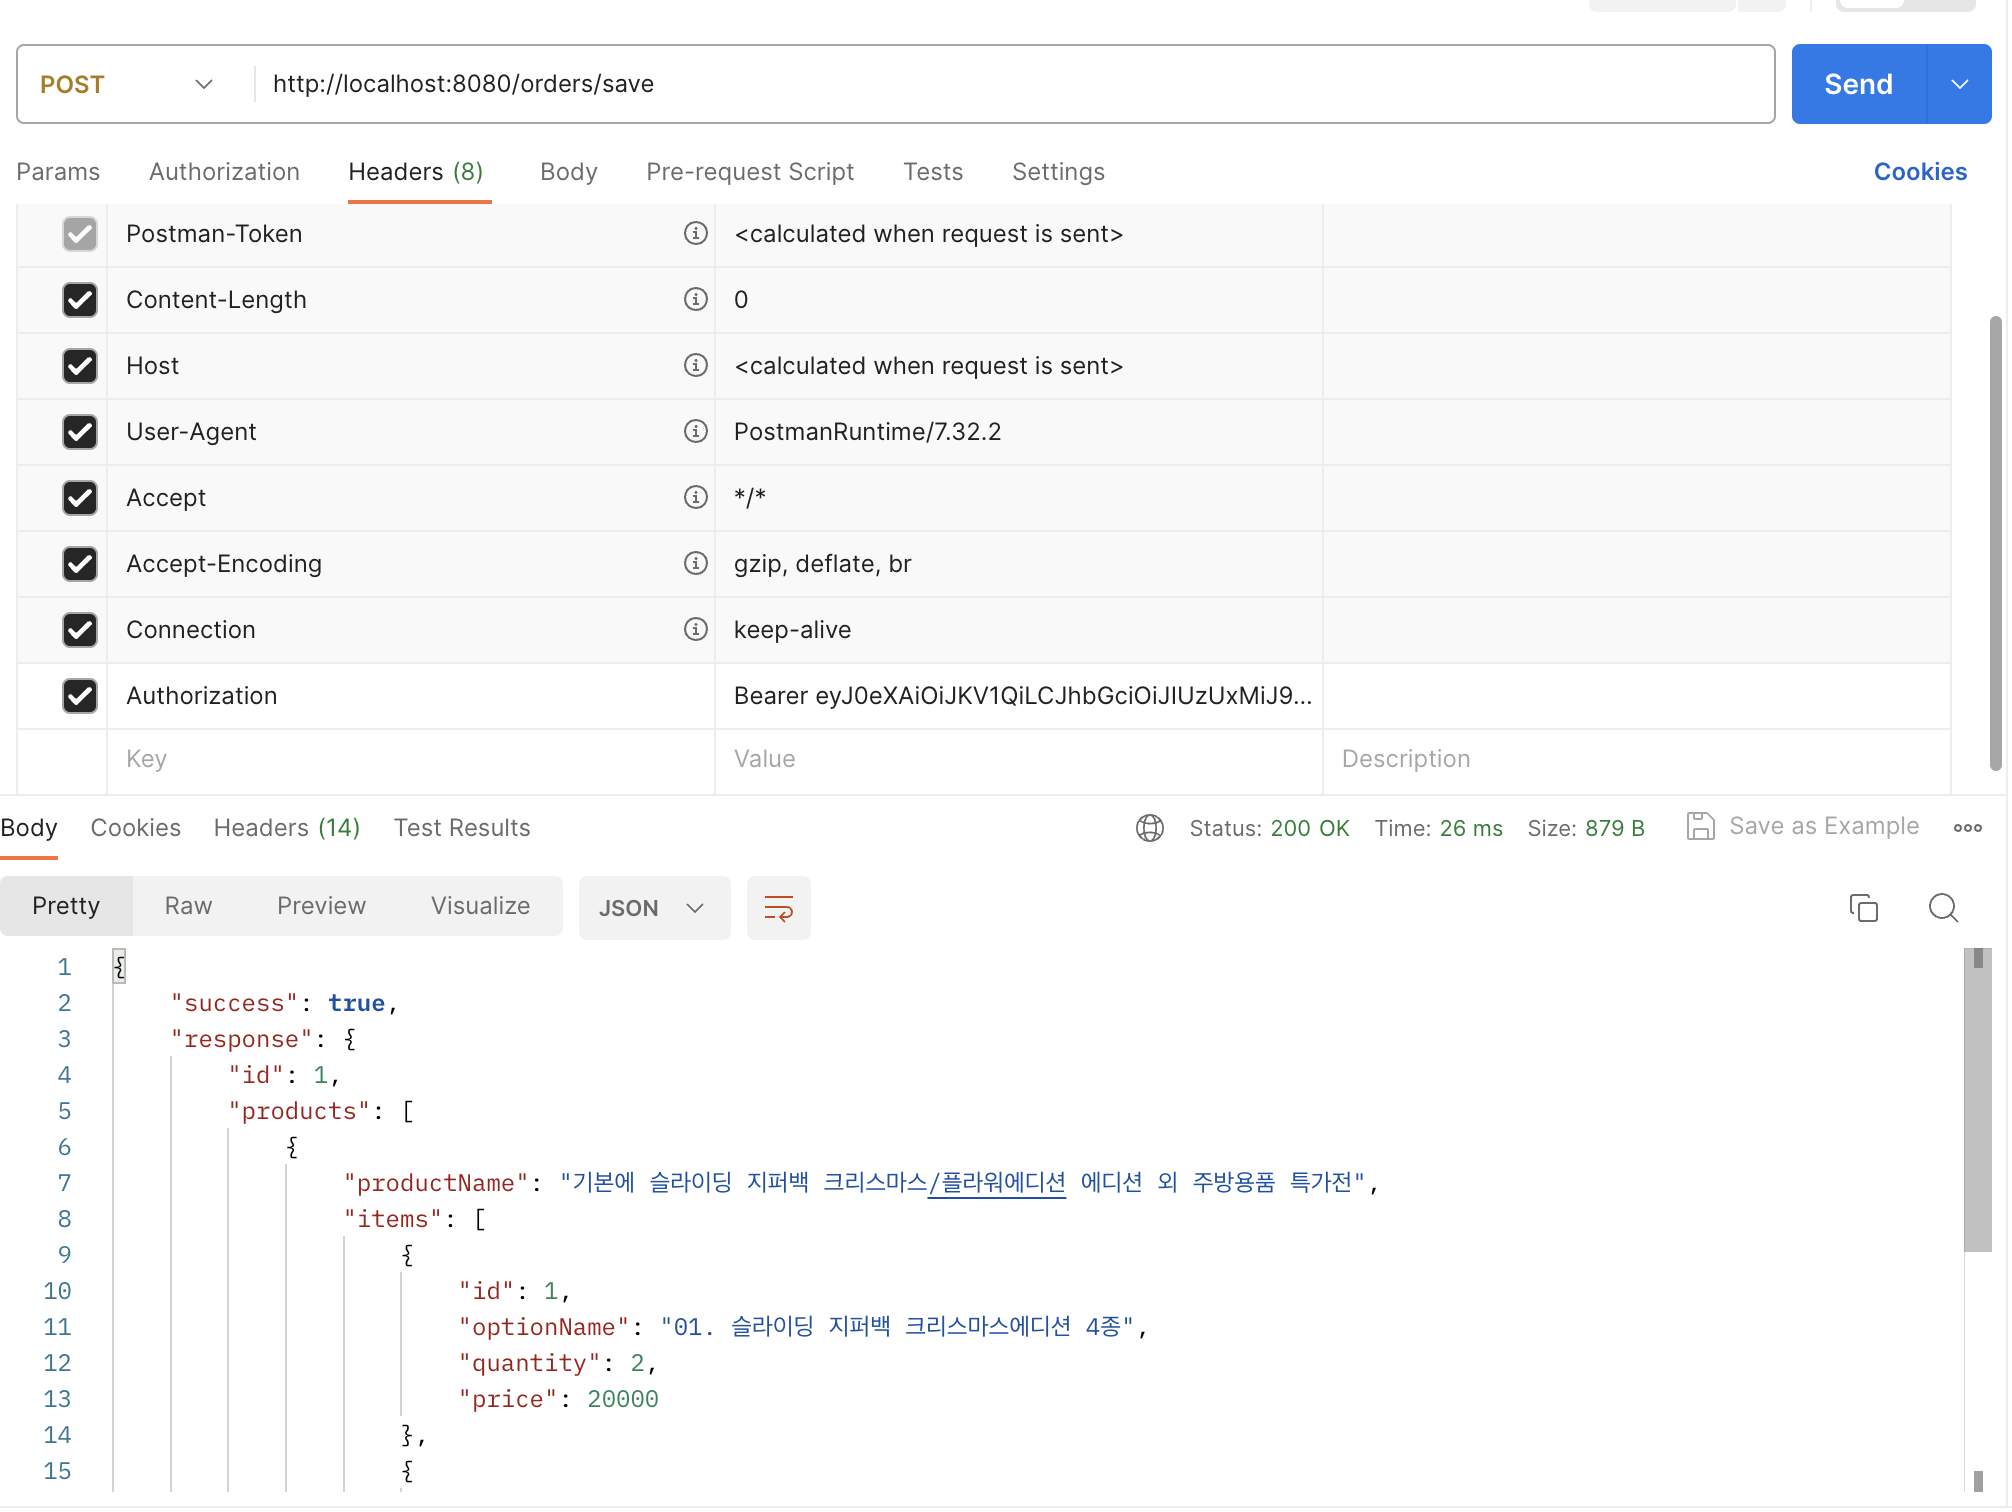 POST http://localhost:8080/orders/save Send
Params Authorization Headers (8) Body Pre-request Script Tests Settings Cookies
Postman-Token <calculated when request is sent>
Content-Length 0
Host <calculated when request is sent>
User-Agent PostmanRuntime/7.32.2
Accept */*
Accept-Encoding gzip, deflate, br
Connection keep-alive
Authorization Bearer eyJ0eXAiOiJKV1QiLCJhbGciOiJIUzUxMiJ9...
Key Value Description
Body Cookies Headers (14) Test Results Status: 200 OK Time: 26 ms Size: 879 B Save as Example
Pretty Raw Preview Visualize JSON
1 {
2 "success": true,
3 "response": {
4 "id": 1,
5 "products": [
6 {
7 "productName": "기본에 슬라이딩 지퍼백 크리스마스/플라워에디션 에디션 외 주방용품 특가전",
8 "items": [
9 {
10 "id": 1,
11 "optionName": "01. 슬라이딩 지퍼백 크리스마스에디션 4종",
12 "quantity": 2,
13 "price": 20000
14 },
15 {